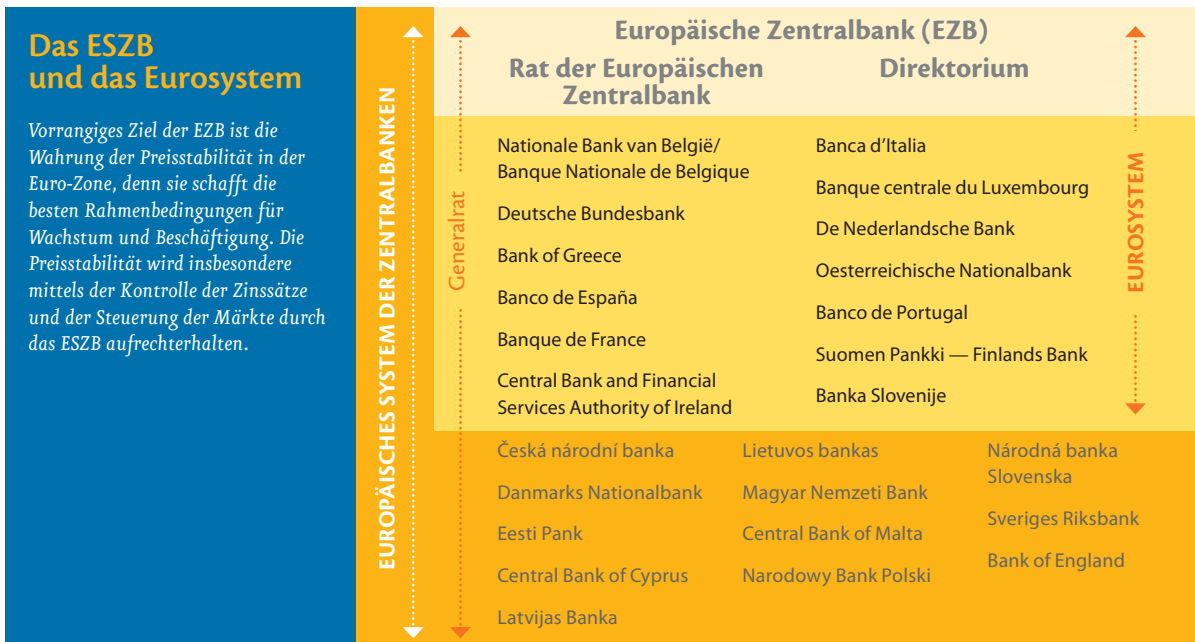 Das ESZB
und das Eurosystem
Vorrangiges Ziel der EZB ist die
Wahrung der Preisstabilität in der
Euro-Zone, denn sie schafft die
besten Rahmenbedingungen für
Wachstum und Beschäftigung. Die
Preisstabilität wird insbesondere
mittels der Kontrolle der Zinssätze
und der Steuerung der Märkte durch
das ESZB aufrechterhalten.
EUROPÄISCHES SYSTEM DER ZENTRALBANKEN
Generalrat
Europäische Zentralbank (EZB)
Rat der Europäischen
Zentralbank
Direktorium
Nationale Bank van België/
Banque Nationale de Belgique
Deutsche Bundesbank
Bank of Greece
Banco de España
Banque de France
Central Bank and Financial
Services Authority of Ireland
Banca d'Italia
Banque centrale du Luxembourg
De Nederlandsche Bank
Oesterreichische Nationalbank
Banco de Portugal
Suomen Pankki — Finlands Bank
Banka Slovenije
EUROSYSTEM
Česká národní banka
Danmarks Nationalbank
Eesti Pank
Central Bank of Cyprus
Latvijas Banka
Lietuvos bankas
Magyar Nemzeti Bank
Central Bank of Malta
Narodowy Bank Polski
Národná banka
Slovenska
Sveriges Riksbank
Bank of England